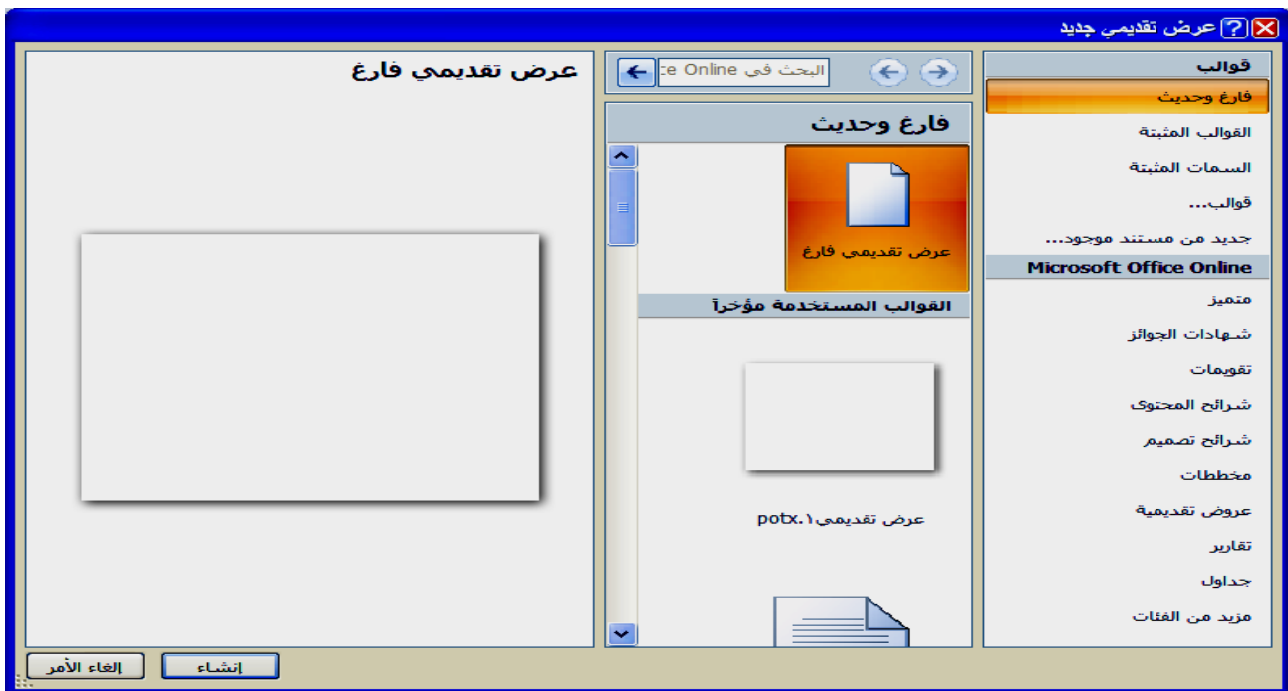 عرض تقديمي جديد
قوالب
فارغ وحديث
القوالب المثبتة
السمات المثبتة
قوالب...
جديد من مستند موجود...
Microsoft Office Online
متميز
شهادات الجوائز
تقويمات
شرائح المحتوى
شرائح تصميم
مخططات
عروض تقديمية
تقارير
جداول
مزيد من الفئات
البحث في ce Online
فارغ وحديث
عرض تقديمي فارغ
القوالب المستخدمة مؤخراً
عرض تقديمي١.potx
عرض تقديمي فارغ
إنشاء
إلغاء الأمر